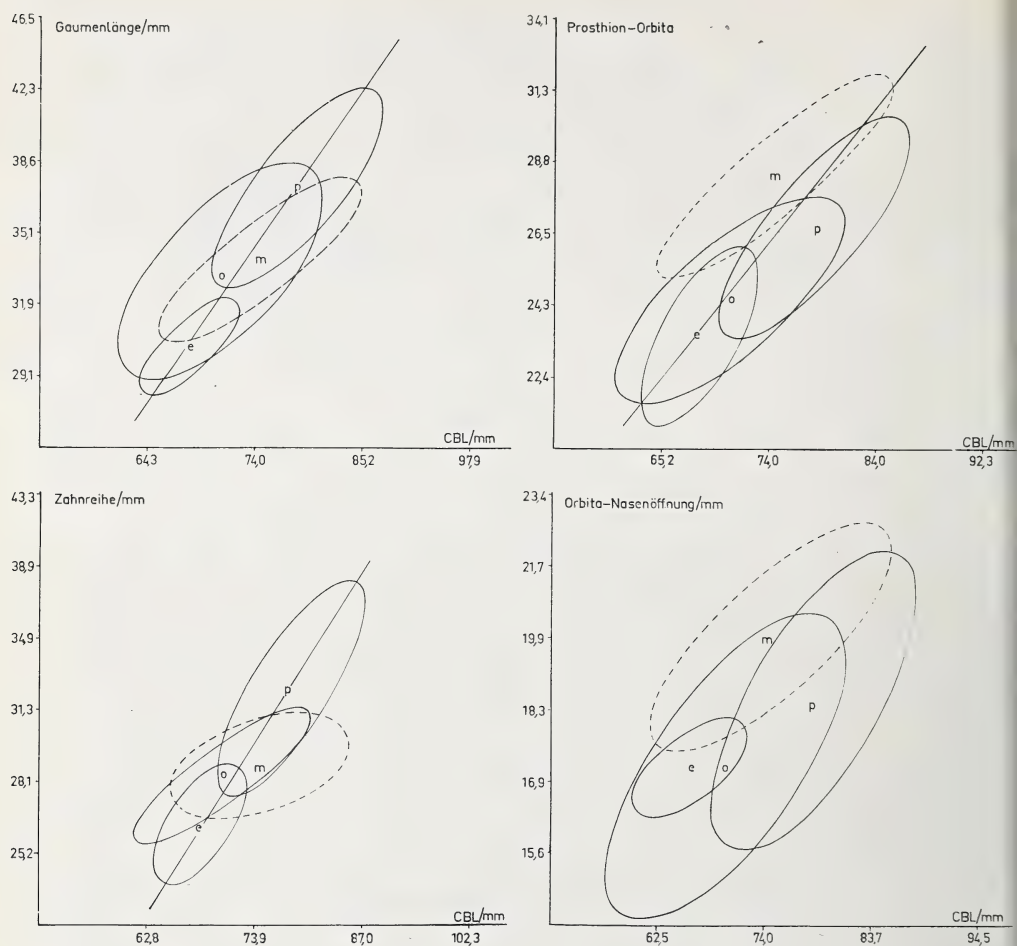 46.5
Gaumenlänge/mm
42,3
38,6
35,1
31,9
29,1
p
m
o
e
CBL/mm
64,3
74,0
85,2
97,9
34,1
Prosthion-Orbita
31,3
28,8
26,5
24,3
22,4
m
p
o
e
CBL/mm
65,2
74,0
84,0
92,3
43,3
Zahnreihe/mm
38,9
34,9
31,3
28,1
25,2
p
m
o
e
CBL/mm
62,8
73,9
87,0
102,3
23,4
Orbita-Nasenöffnung/mm
21,7
19,9
18,3
16,9
15,6
m
p
e
o
CBL/mm
62,5
74,0
83,7
94,5